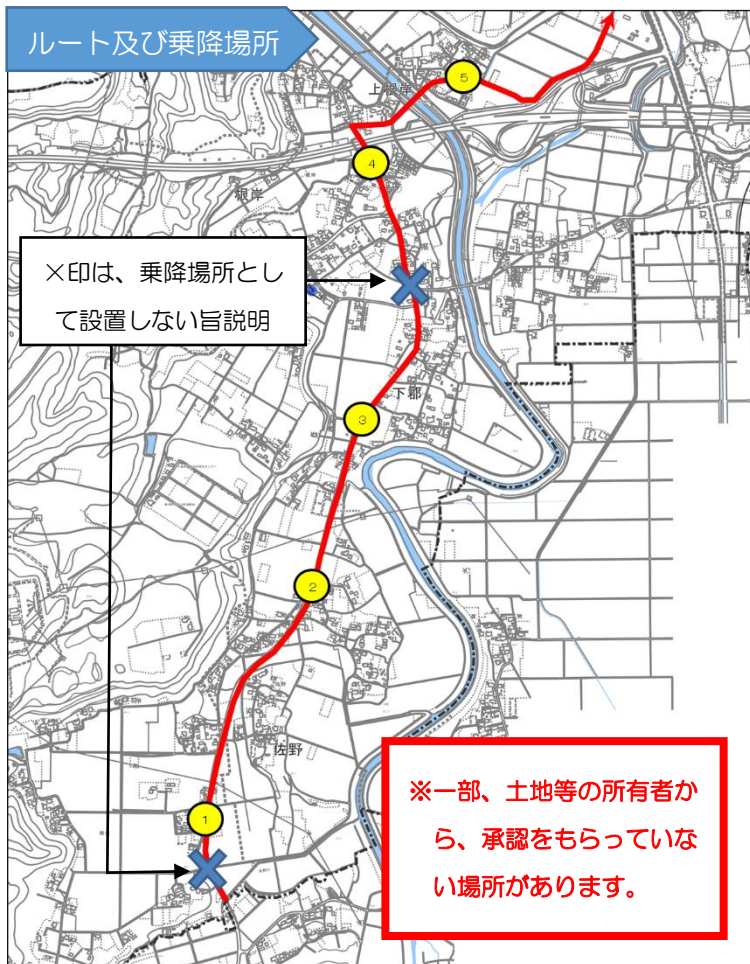 ルート及び乗降場所
5
4
根岸
×印は、乗降場所とし
て設置しない旨説明
下郡
3
2
佐野
1
※一部、土地等の所有者か
ら、承認をもらっていな
い場所があります。